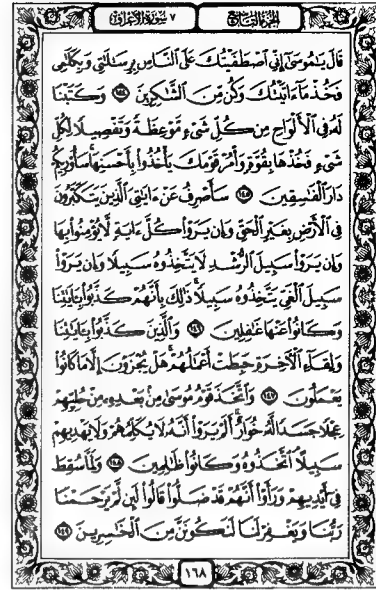 الجزء التاسع
٧ سورة الأعراف
قَالَ يَٰمُوسَىٰٓ إِنِّى ٱصْطَفَيْتُكَ عَلَى ٱلنَّاسِ بِرِسَٰلَٰتِى وَبِكَلَٰمِى
فَخُذْ مَآ ءَاتَيْتُكَ وَكُن مِّنَ ٱلشَّٰكِرِينَ ١٤٤ وَكَتَبْنَا
لَهُۥ فِى ٱلْأَلْوَاحِ مِن كُلِّ شَىْءٍ مَّوْعِظَةً وَتَفْصِيلًا لِّكُلِّ
شَىْءٍ فَخُذْهَا بِقُوَّةٍ وَأْمُرْ قَوْمَكَ يَأْخُذُوا۟ بِأَحْسَنِهَا سَأُو۟رِيكُمْ
دَارَ ٱلْفَٰسِقِينَ ١٤٥ سَأَصْرِفُ عَنْ ءَايَٰتِىَ ٱلَّذِينَ يَتَكَبَّرُونَ
فِى ٱلْأَرْضِ بِغَيْرِ ٱلْحَقِّ وَإِن يَرَوْا۟ كُلَّ ءَايَةٍ لَّا يُؤْمِنُوا۟ بِهَا
وَإِن يَرَوْا۟ سَبِيلَ ٱلرُّشْدِ لَا يَتَّخِذُوهُ سَبِيلًا وَإِن يَرَوْا۟
سَبِيلَ ٱلْغَىِّ يَتَّخِذُوهُ سَبِيلًا ذَٰلِكَ بِأَنَّهُمْ كَذَّبُوا۟ بِـَٔايَٰتِنَا
وَكَانُوا۟ عَنْهَا غَٰفِلِينَ ١٤٦ وَٱلَّذِينَ كَذَّبُوا۟ بِـَٔايَٰتِنَا
وَلِقَآءِ ٱلْءَاخِرَةِ حَبِطَتْ أَعْمَٰلُهُمْ هَلْ يُجْزَوْنَ إِلَّا مَا كَانُوا۟
يَعْمَلُونَ ١٤٧ وَٱتَّخَذَ قَوْمُ مُوسَىٰ مِنۢ بَعْدِهِۦ مِنْ حُلِيِّهِمْ
عِجْلًا جَسَدًا لَّهُۥ خُوَارٌ أَلَمْ يَرَوْا۟ أَنَّهُۥ لَا يُكَلِّمُهُمْ وَلَا يَهْدِيهِمْ
سَبِيلًا ٱتَّخَذُوهُ وَكَانُوا۟ ظَٰلِمِينَ ١٤٨ وَلَمَّا سُقِطَ
فِىٓ أَيْدِيهِمْ وَرَأَوْا۟ أَنَّهُمْ قَدْ ضَلُّوا۟ قَالُوا۟ لَئِن لَّمْ يَرْحَمْنَا
رَبُّنَا وَيَغْفِرْ لَنَا لَنَكُونَنَّ مِنَ ٱلْخَٰسِرِينَ ١٤٩
١٦٨